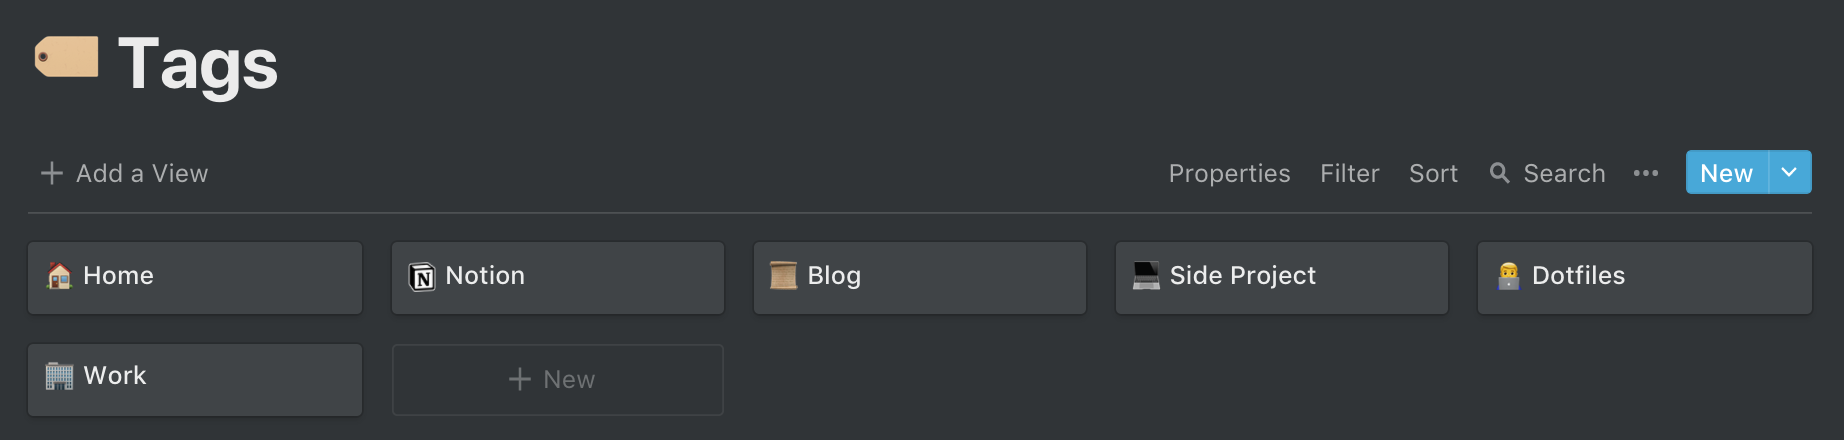 Tags
+ Add a View Properties Filter Sort Search ••• New
Home Notion Blog Side Project Dotfiles
Work + New